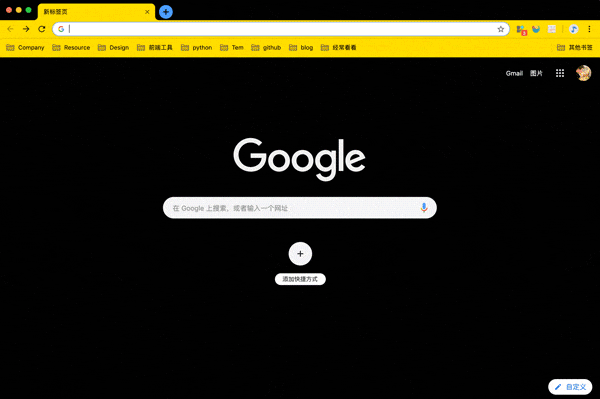 新标签页
Company Resource Design 前端工具 python Tem github blog 经常看看 其他书签
Gmail 图片
Google
在 Google 上搜索，或者输入一个网址
添加快捷方式
自定义